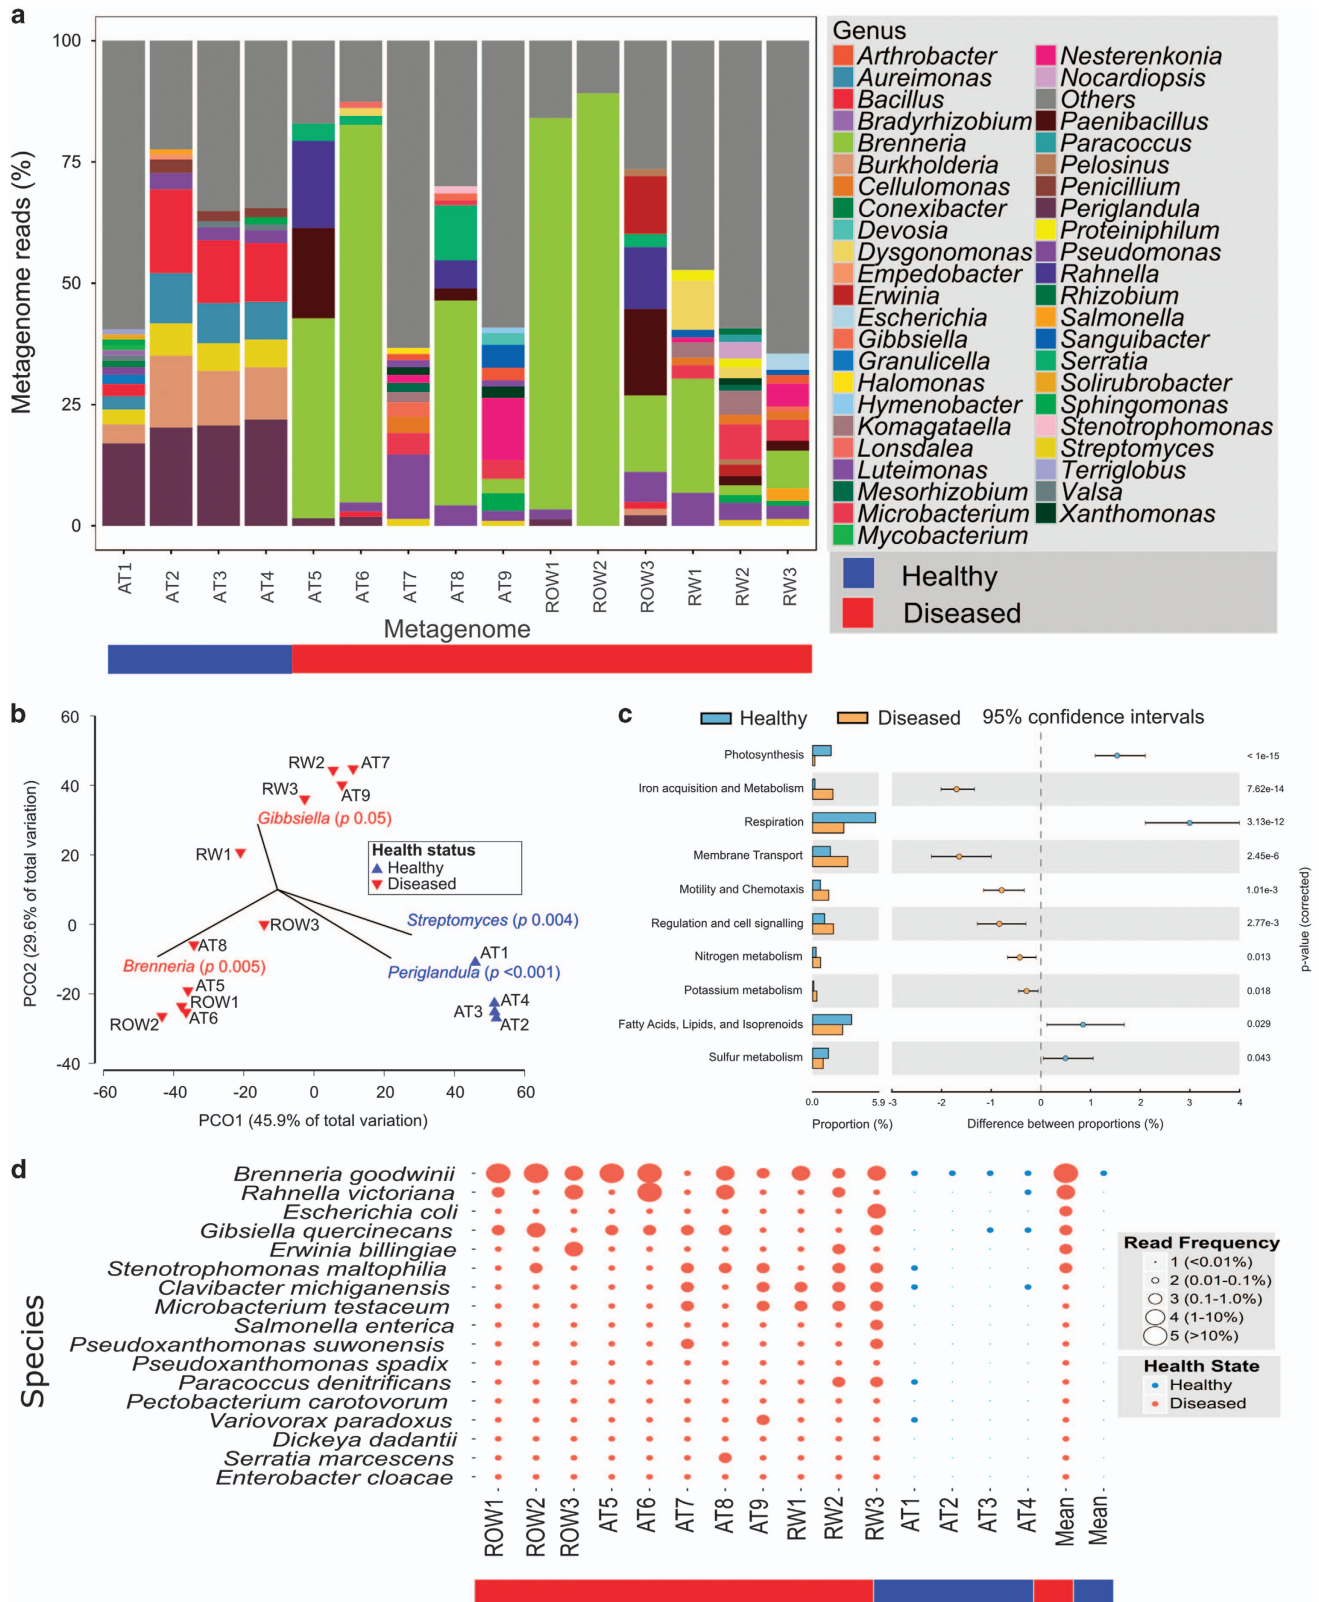 a
Metagenome reads (%)
100
75
50
25
0
AT1 AT2 AT3 AT4 AT5 AT6 AT7 AT8 AT9 ROW1 ROW2 ROW3 RW1 RW2 RW3
Metagenome
Genus
Arthrobacter
Aureimonas
Bacillus
Bradyrhizobium
Brenneria
Burkholderia
Cellulomonas
Conexibacter
Devosia
Dysgonomonas
Empedobacter
Erwinia
Escherichia
Gibbsiella
Granulicella
Halomonas
Hymenobacter
Komagataella
Lonsdalea
Luteimonas
Mesorhizobium
Microbacterium
Mycobacterium
Nesterenkonia
Nocardiopsis
Others
Paenibacillus
Paracoccus
Pelosinus
Penicillium
Periglandula
Proteiniphilum
Pseudomonas
Rahnella
Rhizobium
Salmonella
Sanguibacter
Serratia
Solirubrobacter
Sphingomonas
Stenotrophomonas
Streptomyces
Terriglobus
Valsa
Xanthomonas
Healthy
Diseased
b
PCO2 (29.6% of total variation)
60
40
20
0
-20
-40
RW2 AT7
RW3 AT9
Gibbsiella (p 0.05)
RW1
Health status
Healthy
Diseased
ROW3
Streptomyces (p 0.004)
AT8
AT1
Brenneria (p 0.005)
Periglandula (p <0.001)
AT5
ROW1
AT4
AT3
ROW2 AT6
AT2
-60 -40 -20 0 20 40 60
PCO1 (45.9% of total variation)
c
Healthy Diseased 95% confidence intervals
Photosynthesis < 1e-15
Iron acquisition and Metabolism 7.62e-14
Respiration 3.13e-12
Membrane Transport 2.45e-6
Motility and Chemotaxis 1.01e-3
Regulation and cell signalling 2.77e-3
Nitrogen metabolism 0.013
Potassium metabolism 0.018
Fatty Acids, Lipids, and Isoprenoids 0.029
Sulfur metabolism 0.043
p-value (corrected)
0.0 5.9 -3 -2 -1 0 1 2 3 4
Proportion (%) Difference between proportions (%)
d
Species
Brenneria goodwinii
Rahnella victoriana
Escherichia coli
Gibsiella quercinecans
Erwinia billingiae
Stenotrophomonas maltophilia
Clavibacter michiganensis
Microbacterium testaceum
Salmonella enterica
Pseudoxanthomonas suwonensis
Pseudoxanthomonas spadix
Paracoccus denitrificans
Pectobacterium carotovorum
Variovorax paradoxus
Dickeya dadantii
Serratia marcescens
Enterobacter cloacae
ROW1 ROW2 ROW3 AT5 AT6 AT7 AT8 AT9 RW1 RW2 RW3 AT1 AT2 AT3 AT4 Mean Mean
Read Frequency
1 (<0.01%)
2 (0.01-0.1%)
3 (0.1-1.0%)
4 (1-10%)
5 (>10%)
Health State
Healthy
Diseased